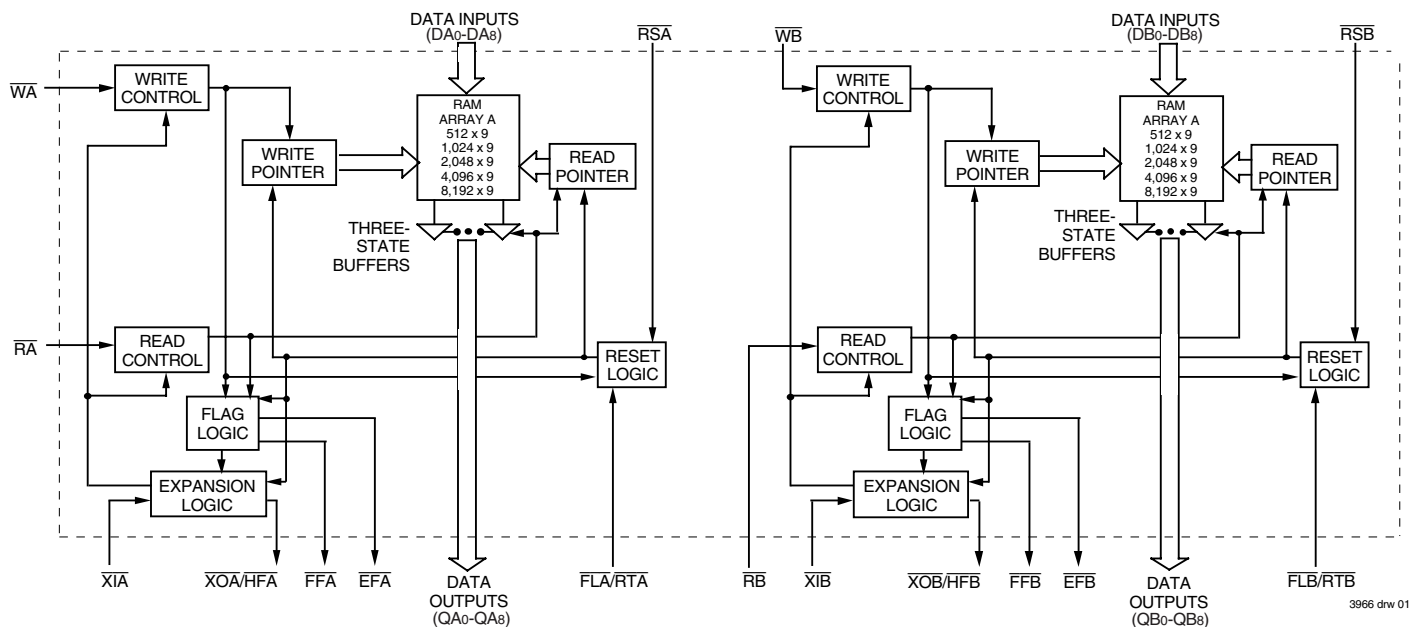 DATA INPUTS
(DA0-DA8)
RSA
WA
WRITE
CONTROL
RAM
ARRAY A
512 x 9
1,024 x 9
2,048 x 9
4,096 x 9
8,192 x 9
WRITE
POINTER
READ
POINTER
THREE-
STATE
BUFFERS
RA
READ
CONTROL
RESET
LOGIC
FLAG
LOGIC
EXPANSION
LOGIC
XIA
XOA/HFA
FFA
EFA
DATA
OUTPUTS
(QA0-QA8)
FLA/RTA
WB
DATA INPUTS
(DB0-DB8)
RSB
WRITE
CONTROL
RAM
ARRAY A
512 x 9
1,024 x 9
2,048 x 9
4,096 x 9
8,192 x 9
WRITE
POINTER
READ
POINTER
THREE-
STATE
BUFFERS
READ
CONTROL
RESET
LOGIC
FLAG
LOGIC
EXPANSION
LOGIC
RB
XIB
XOB/HFB
FFB
EFB
DATA
OUTPUTS
(QB0-QB8)
FLB/RTB
3966 drw 01